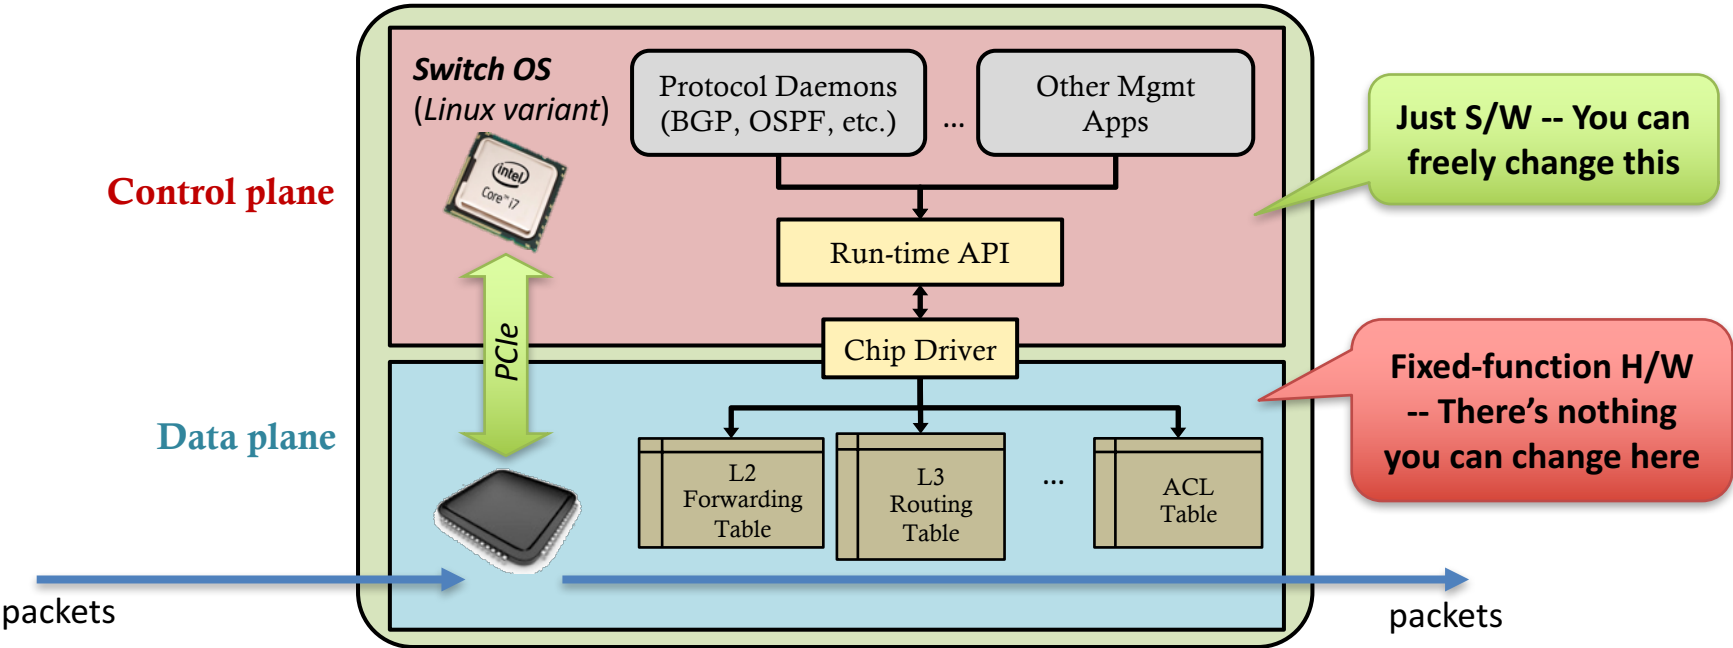 Switch OS
(Linux variant)
intel
Core™ i7
Protocol Daemons
(BGP, OSPF, etc.)
...
Other Mgmt
Apps
Just S/W -- You can
freely change this
Control plane
Run-time API
PCIe
Chip Driver
Fixed-function H/W
-- There’s nothing
you can change here
Data plane
L2
Forwarding
Table
L3
Routing
Table
...
ACL
Table
packets
packets